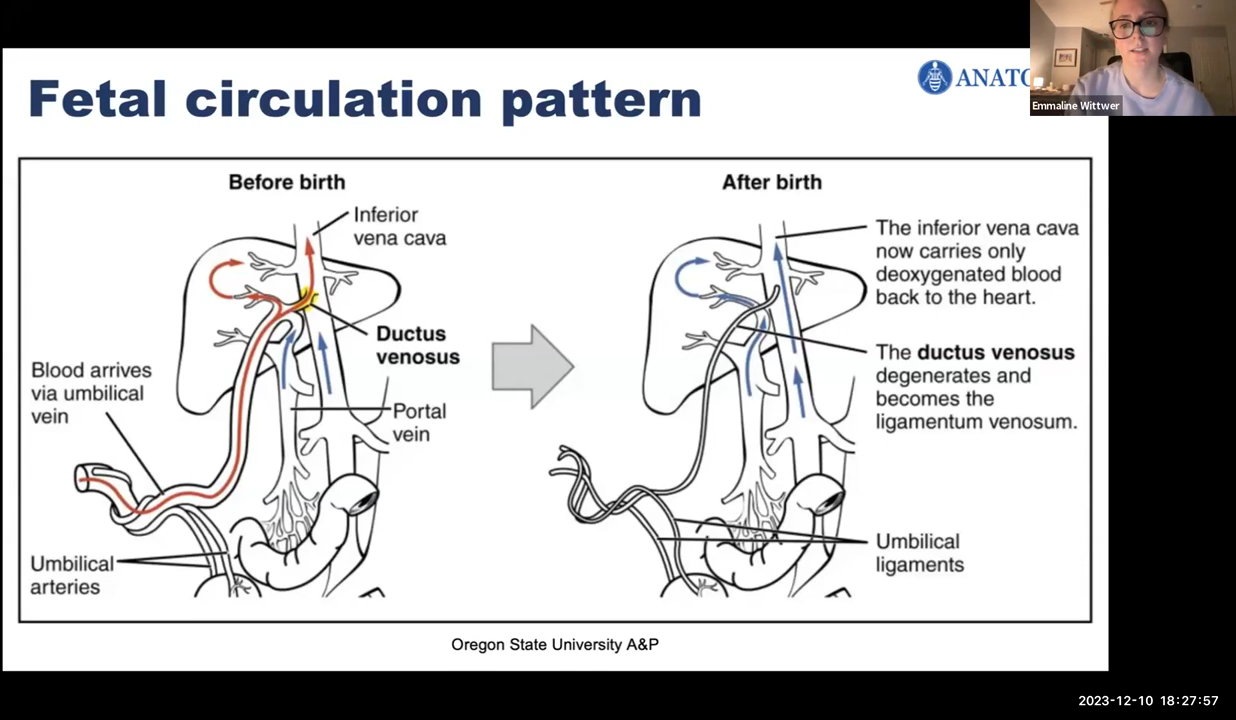 Fetal circulation pattern
ANATO
Emmaline Wittwer
Before birth
Inferior
vena cava
Ductus
venosus
Blood arrives
via umbilical
vein
Portal
vein
Umbilical
arteries
After birth
The inferior vena cava
now carries only
deoxygenated blood
back to the heart.
The ductus venosus
degenerates and
becomes the
ligamentum venosum.
Umbilical
ligaments
Oregon State University A&P
2023-12-10 18:27:57